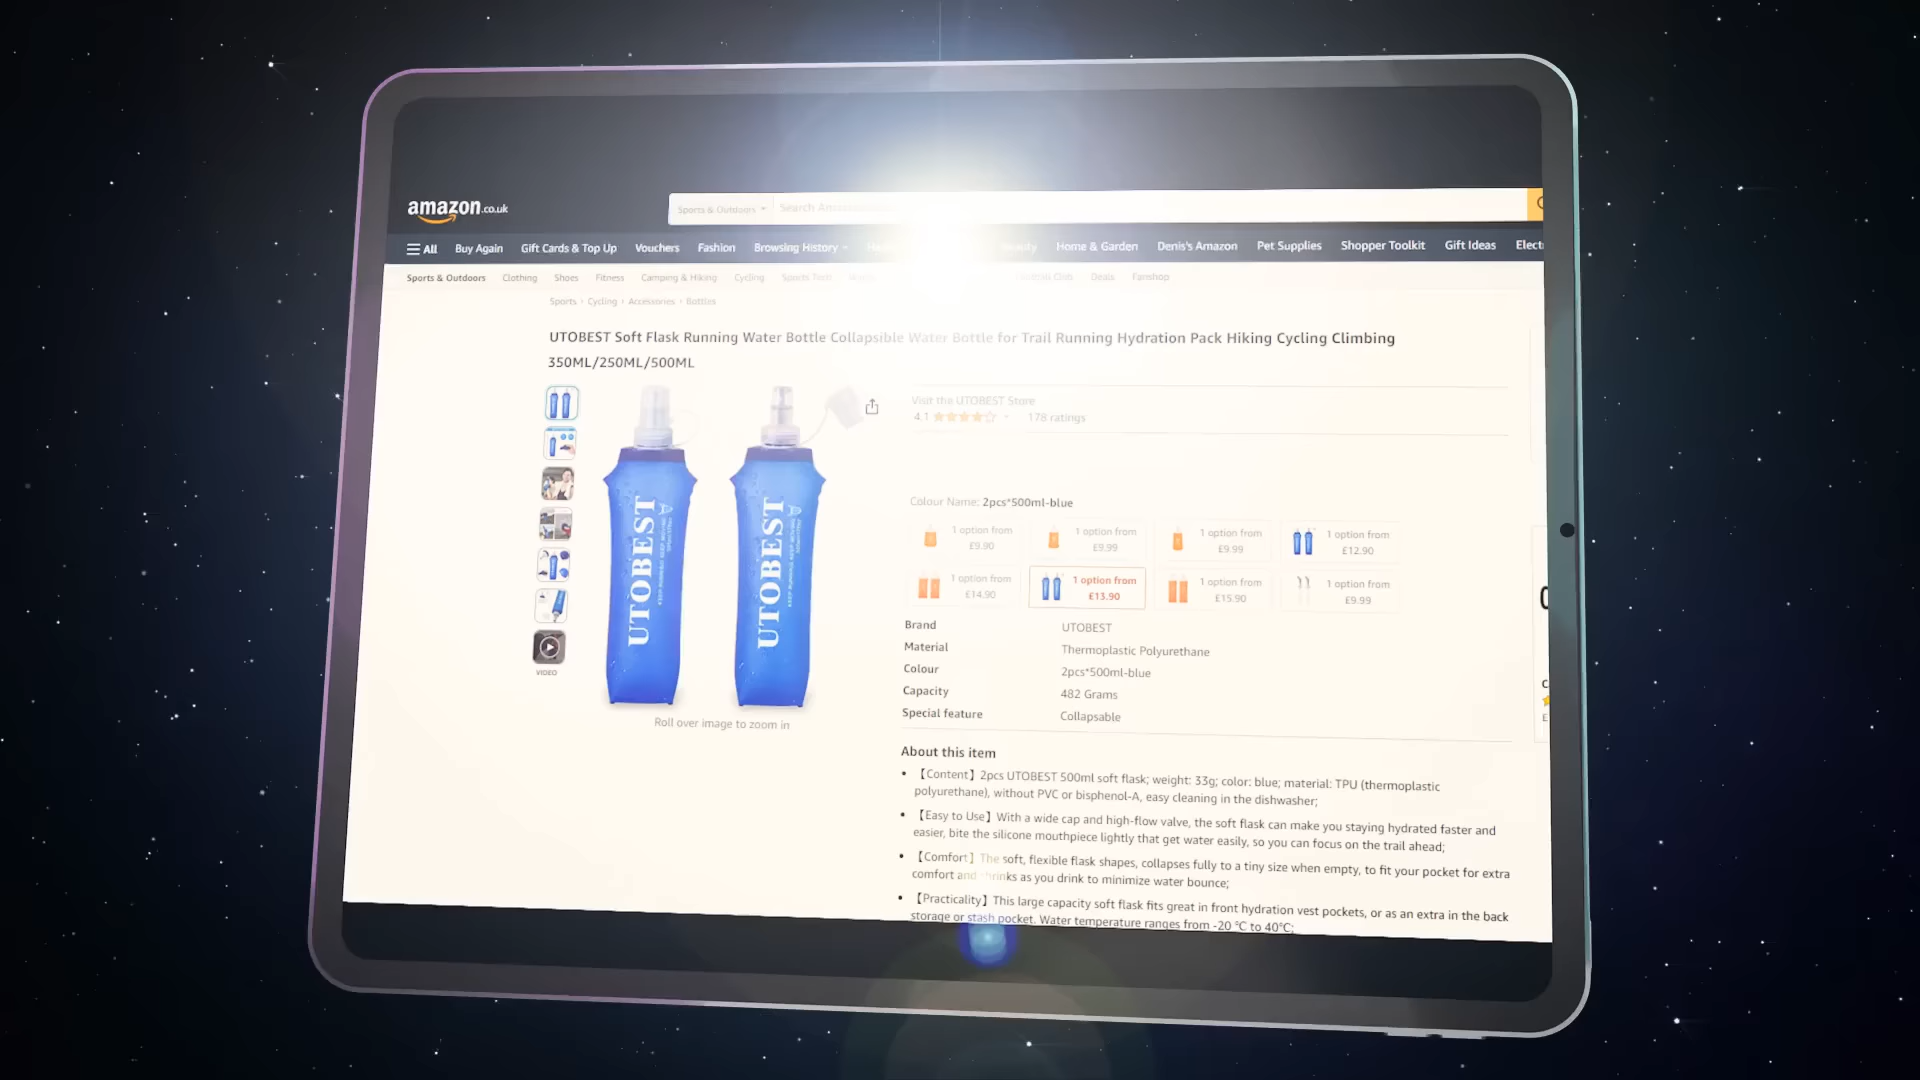 amazon.co.uk
Sports & Outdoors
Search Amazon
All Buy Again Gift Cards & Top Up Vouchers Fashion Browsing History Beauty Home & Garden Denis's Amazon Pet Supplies Shopper Toolkit Gift Ideas Elect
Sports & Outdoors Clothing Shoes Fitness Camping & Hiking Cycling Sports Tech Deals Fanshop
Sports › Cycling › Accessories › Bottles
UTOBEST Soft Flask Running Water Bottle Collapsible Water Bottle for Trail Running Hydration Pack Hiking Cycling Climbing
350ML/250ML/500ML
UTOBEST
UTOBEST
VIDEO
Roll over image to zoom in
Visit the UTOBEST Store
4.1 178 ratings
Colour Name: 2pcs*500ml-blue
1 option from £9.90
1 option from £9.99
1 option from £9.99
1 option from £12.90
1 option from £14.90
1 option from £13.90
1 option from £15.90
1 option from £9.99
Brand UTOBEST
Material Thermoplastic Polyurethane
Colour 2pcs*500ml-blue
Capacity 482 Grams
Special feature Collapsable
About this item
• 【Content】2pcs UTOBEST 500ml soft flask; weight: 33g; color: blue; material: TPU (thermoplastic
polyurethane), without PVC or bisphenol-A, easy cleaning in the dishwasher;
• 【Easy to Use】With a wide cap and high-flow valve, the soft flask can make you staying hydrated faster and
easier, bite the silicone mouthpiece lightly that get water easily, so you can focus on the trail ahead;
• 【Comfort】The soft, flexible flask shapes, collapses fully to a tiny size when empty, to fit your pocket for extra
comfort and shrinks as you drink to minimize water bounce;
• 【Practicality】This large capacity soft flask fits great in front hydration vest pockets, or as an extra in the back
storage or stash pocket. Water temperature ranges from -20 °C to 40°C;